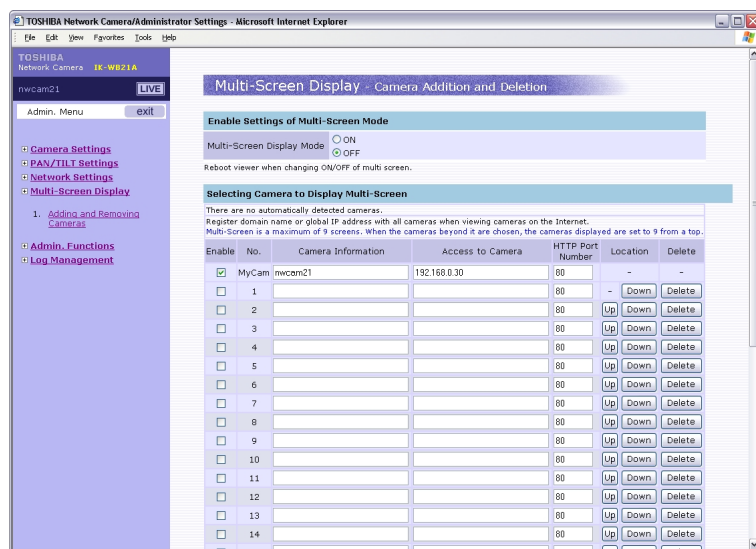 TOSHIBA Network Camera/Administrator Settings - Microsoft Internet Explorer
File Edit View Favorites Tools Help
TOSHIBA
Network Camera IK-WB21A
nwcam21 LIVE
Admin. Menu exit
Camera Settings
PAN/TILT Settings
Network Settings
Multi-Screen Display
1. Adding and Removing
Cameras
Admin. Functions
Log Management
Multi-Screen Display - Camera Addition and Deletion
Enable Settings of Multi-Screen Mode
Multi-Screen Display Mode
ON
OFF
Reboot viewer when changing ON/OFF of multi screen.
Selecting Camera to Display Multi-Screen
There are no automatically detected cameras.
Register domain name or global IP address with all cameras when viewing cameras on the Internet.
Multi-Screen is a maximum of 9 screens. When the cameras beyond it are chosen, the cameras displayed are set to 9 from a top.
Enable No. Camera Information Access to Camera HTTP Port Number Location Delete
MyCam nwcam21 192.168.0.30 80 - -
1 80 - Down Delete
2 80 Up Down Delete
3 80 Up Down Delete
4 80 Up Down Delete
5 80 Up Down Delete
6 80 Up Down Delete
7 80 Up Down Delete
8 80 Up Down Delete
9 80 Up Down Delete
10 80 Up Down Delete
11 80 Up Down Delete
12 80 Up Down Delete
13 80 Up Down Delete
14 80 Up Down Delete